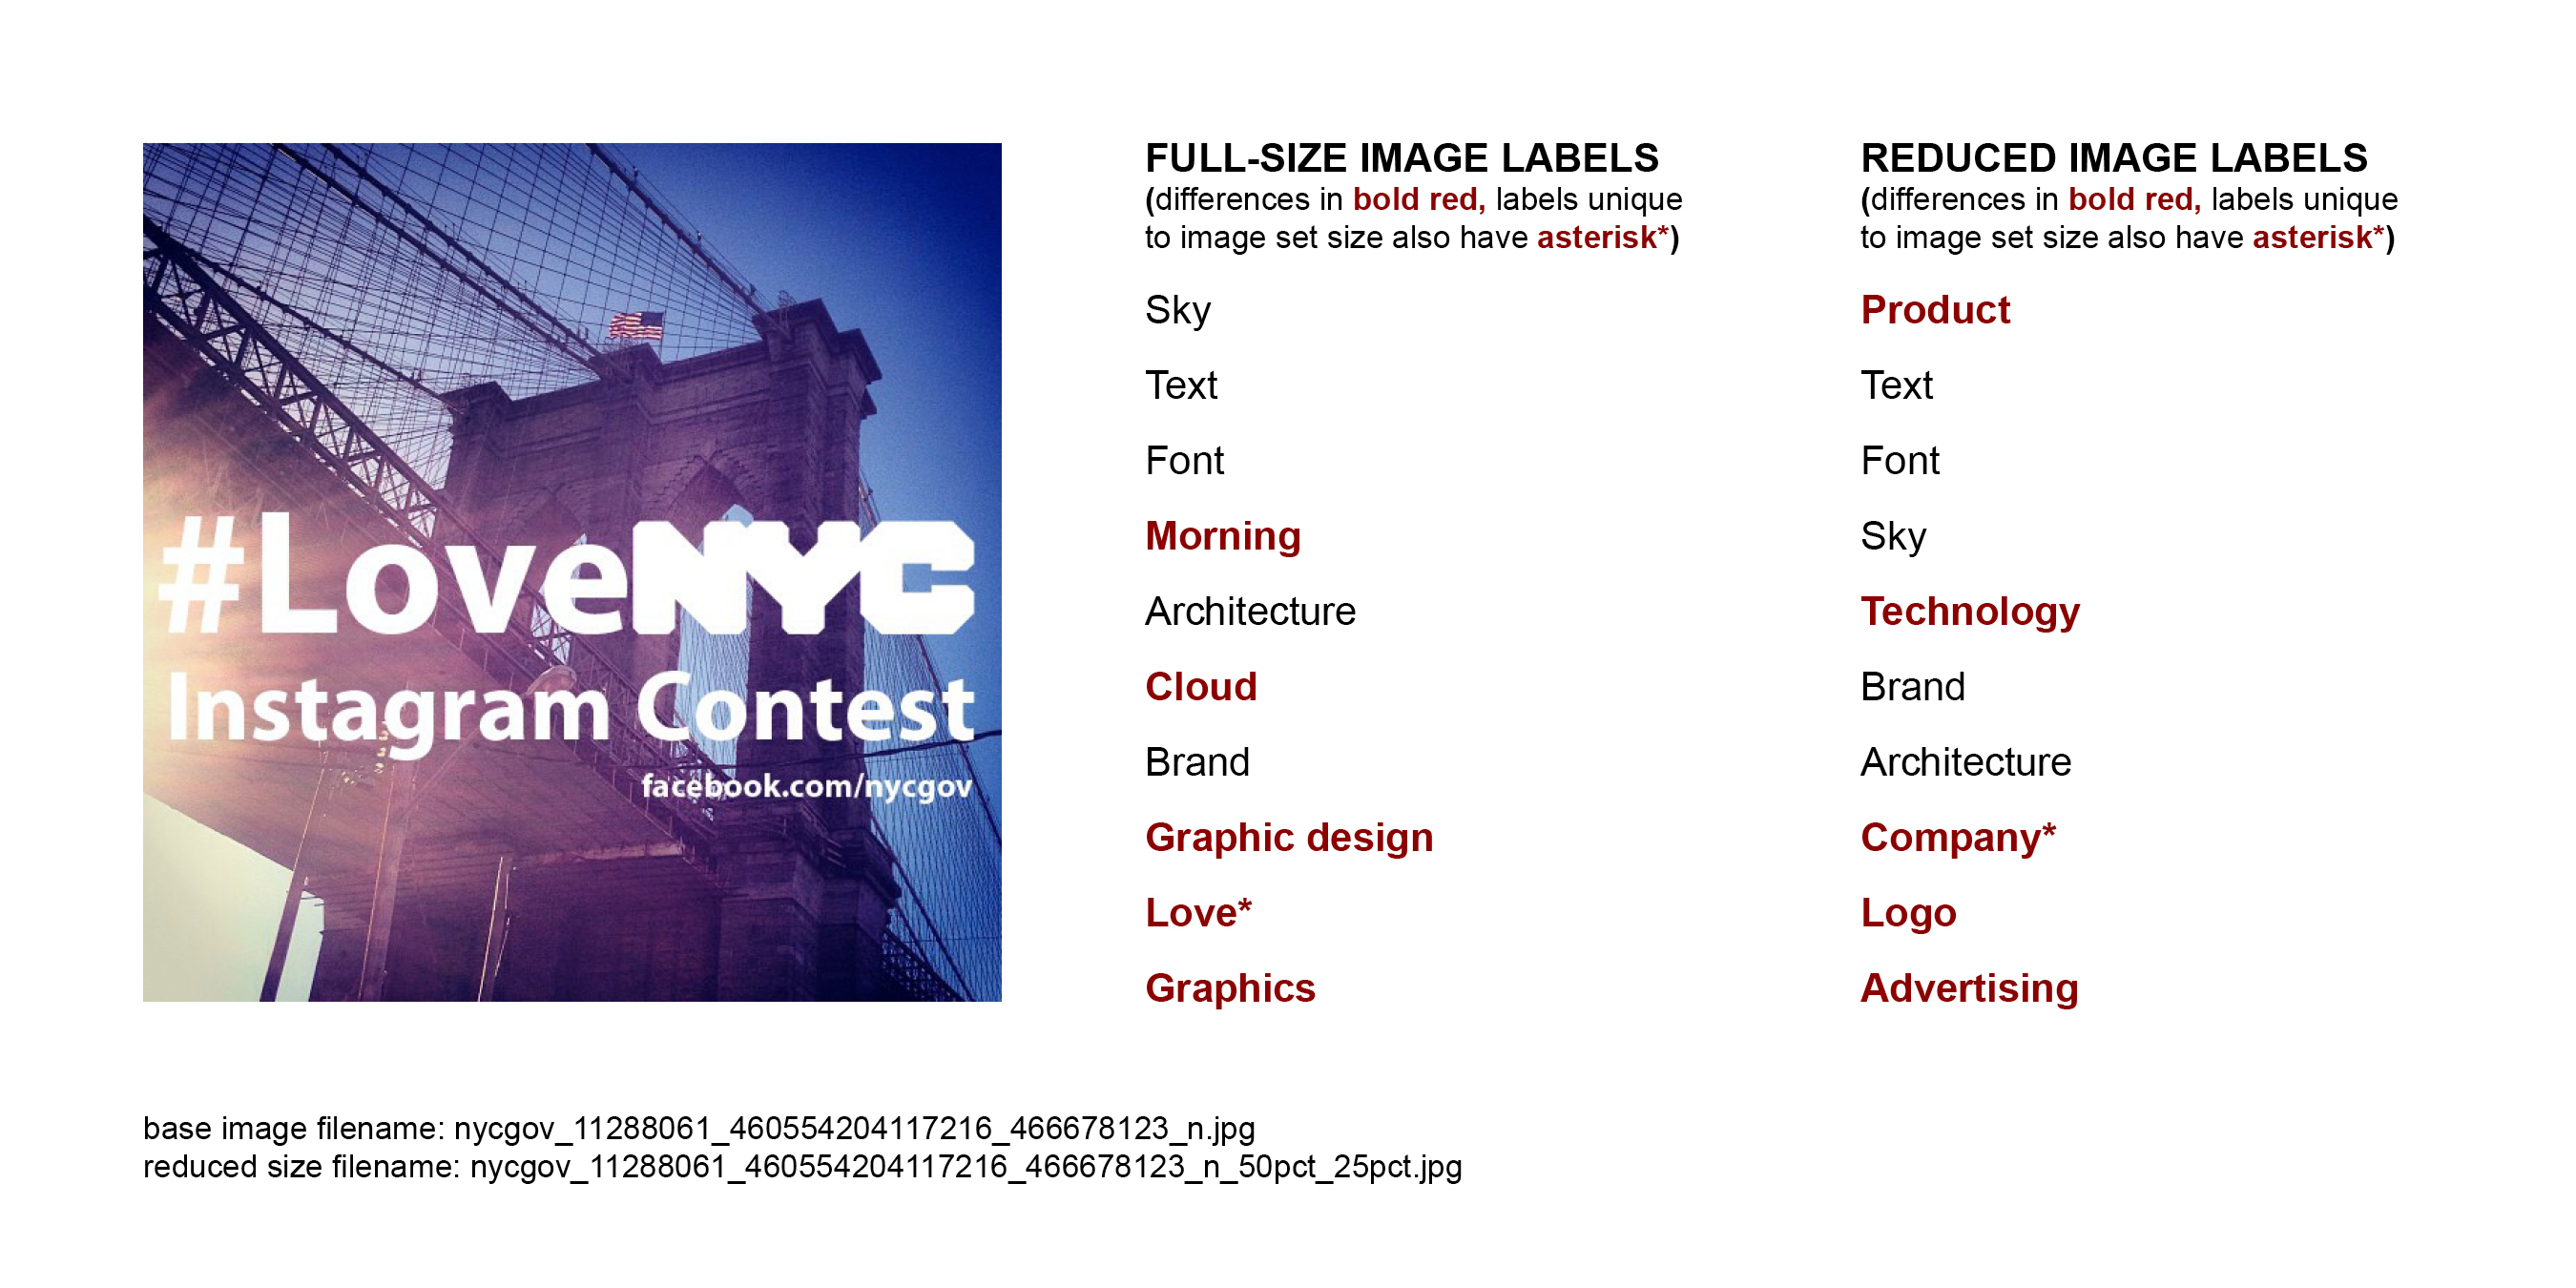 #LoveNYC
Instagram Contest
facebook.com/nycgov
FULL-SIZE IMAGE LABELS
(differences in bold red, labels unique
to image set size also have asterisk*)
Sky
Text
Font
Morning
Architecture
Cloud
Brand
Graphic design
Love*
Graphics
REDUCED IMAGE LABELS
(differences in bold red, labels unique
to image set size also have asterisk*)
Product
Text
Font
Sky
Technology
Brand
Architecture
Company*
Logo
Advertising
base image filename: nycgov_11288061_460554204117216_466678123_n.jpg
reduced size filename: nycgov_11288061_460554204117216_466678123_n_50pct_25pct.jpg